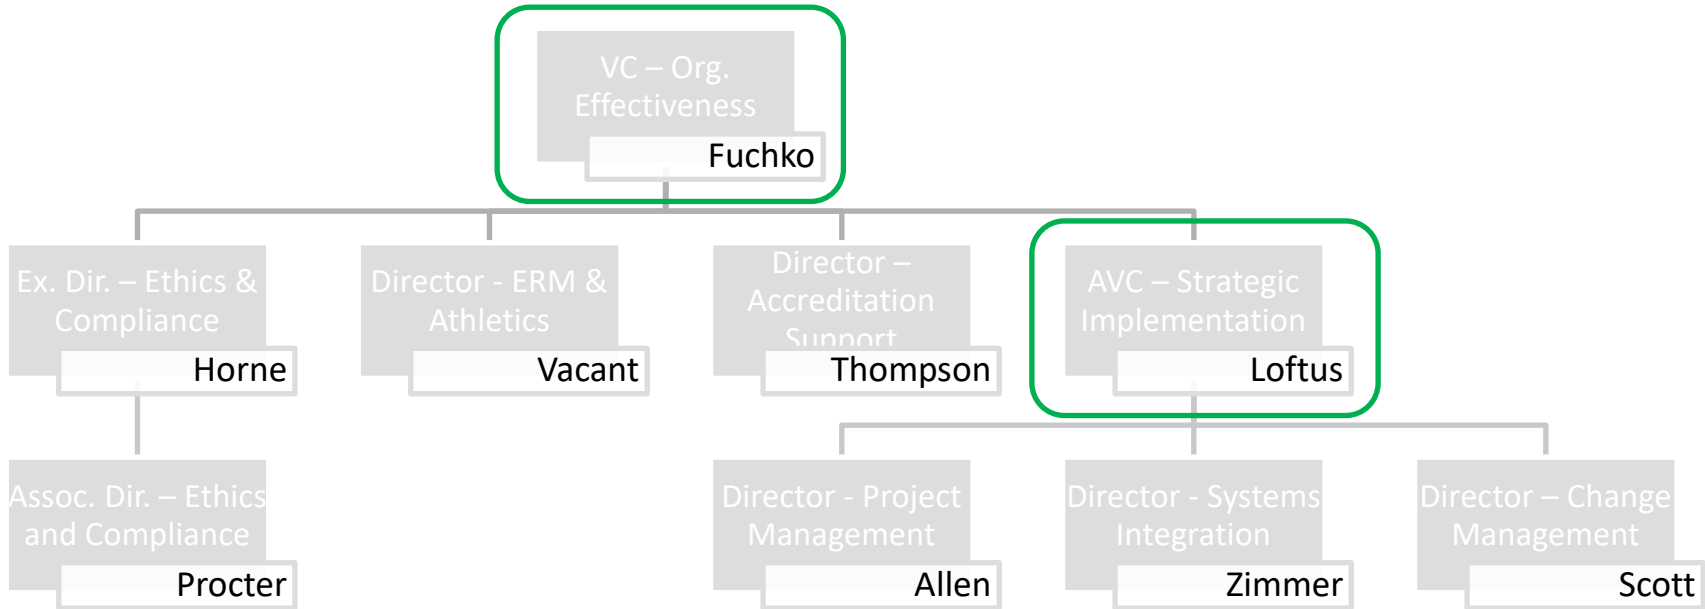 VC – Org.
Effectiveness
Fuchko
Ex. Dir. – Ethics &
Compliance
Horne
Director - ERM &
Athletics
Vacant
Director –
Accreditation
Support
Thompson
AVC – Strategic
Implementation
Loftus
Assoc. Dir. – Ethics
and Compliance
Procter
Director - Project
Management
Allen
Director - Systems
Integration
Zimmer
Director – Change
Management
Scott